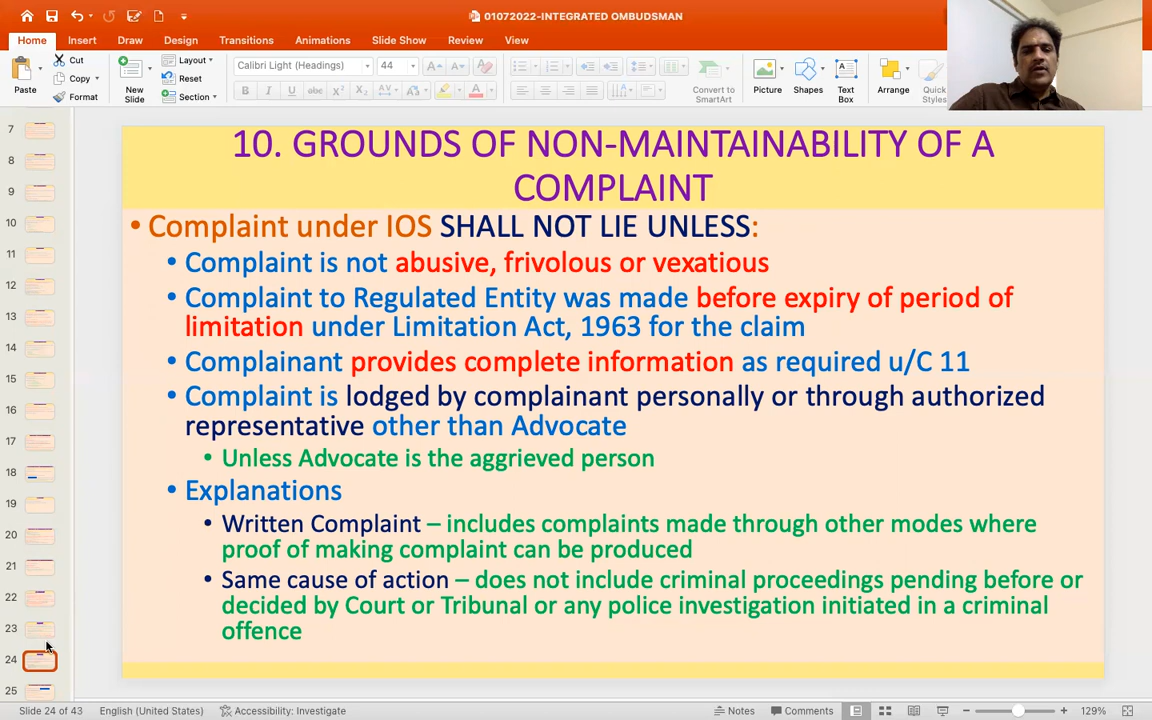 01072022-INTEGRATED OMBUDSMAN
Home Insert Draw Design Transitions Animations Slide Show Review View
Paste
Cut
Copy
Format
New
Slide
Layout
Reset
Section
Calibri Light (Headings) 44
B I U abc X² X₂ AV Aa
Convert to
SmartArt
Picture
Shapes
Text
Box
Arrange
Quick
Styles
7
8
9
10
11
12
13
14
15
16
17
18
19
20
21
22
23
24
25
10. GROUNDS OF NON-MAINTAINABILITY OF A
COMPLAINT
• Complaint under IOS SHALL NOT LIE UNLESS:
• Complaint is not abusive, frivolous or vexatious
• Complaint to Regulated Entity was made before expiry of period of
limitation under Limitation Act, 1963 for the claim
• Complainant provides complete information as required u/C 11
• Complaint is lodged by complainant personally or through authorized
representative other than Advocate
• Unless Advocate is the aggrieved person
• Explanations
• Written Complaint – includes complaints made through other modes where
proof of making complaint can be produced
• Same cause of action – does not include criminal proceedings pending before or
decided by Court or Tribunal or any police investigation initiated in a criminal
offence
Slide 24 of 43 English (United States) Accessibility: Investigate Notes Comments 129%